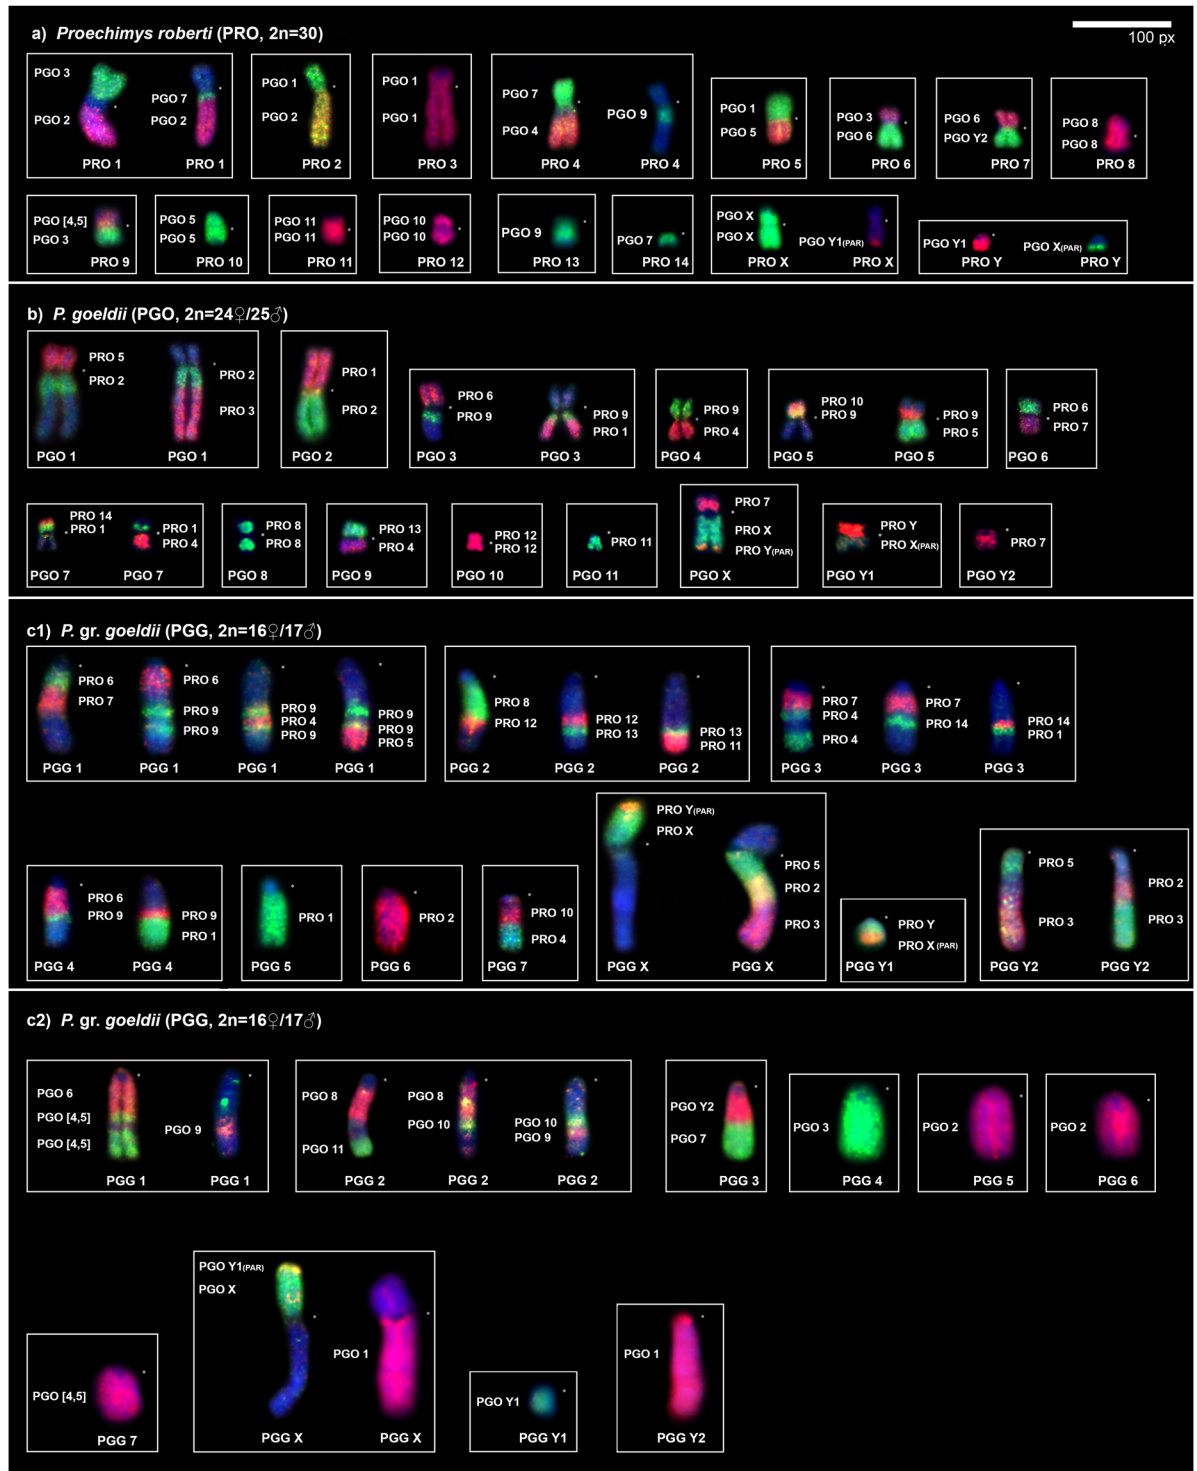 a) Proechimys roberti (PRO, 2n=30)
100 px
PGO 3
PGO 2
PRO 1
PGO 7
PGO 2
PRO 1
PGO 1
PGO 2
PRO 2
PGO 1
PGO 1
PRO 3
PGO 7
PGO 4
PRO 4
PGO 9
PRO 4
PGO 1
PGO 5
PRO 5
PGO 3
PGO 6
PRO 6
PGO 6
PGO Y2
PRO 7
PGO 8
PGO 8
PRO 8
PGO [4,5]
PGO 3
PRO 9
PGO 5
PGO 5
PRO 10
PGO 11
PGO 11
PRO 11
PGO 10
PGO 10
PRO 12
PGO 9
PRO 13
PGO 7
PRO 14
PGO X
PGO X
PRO X
PGO Y1(PAR)
PRO X
PGO Y1
PRO Y
PGO X(PAR)
PRO Y
b) P. goeldii (PGO, 2n=24♀/25♂)
PRO 5
PRO 2
PGO 1
PRO 2
PRO 3
PGO 1
PRO 1
PRO 2
PGO 2
PRO 6
PRO 9
PGO 3
PRO 9
PRO 1
PGO 3
PRO 9
PRO 4
PGO 4
PRO 10
PRO 9
PGO 5
PRO 9
PRO 5
PGO 5
PRO 6
PRO 7
PGO 6
PRO 14
PRO 1
PGO 7
PRO 1
PRO 4
PGO 7
PRO 8
PRO 8
PGO 8
PRO 13
PRO 4
PGO 9
PRO 12
PRO 12
PGO 10
PRO 11
PGO 11
PRO 7
PRO X
PRO Y(PAR)
PGO X
PRO Y
PRO X(PAR)
PGO Y1
PRO 7
PGO Y2
c1) P. gr. goeldii (PGG, 2n=16♀/17♂)
PRO 6
PRO 7
PGG 1
PRO 6
PRO 9
PRO 9
PGG 1
PRO 9
PRO 4
PRO 9
PGG 1
PRO 9
PRO 9
PRO 5
PGG 1
PRO 8
PRO 12
PGG 2
PRO 12
PRO 13
PGG 2
PRO 13
PRO 11
PGG 2
PRO 7
PRO 4
PRO 4
PGG 3
PRO 7
PRO 14
PGG 3
PRO 14
PRO 1
PGG 3
PRO 6
PRO 9
PGG 4
PRO 9
PRO 1
PGG 4
PRO 1
PGG 5
PRO 2
PGG 6
PRO 10
PRO 4
PGG 7
PRO Y(PAR)
PRO X
PGG X
PRO 5
PRO 2
PRO 3
PGG X
PRO Y
PRO X(PAR)
PGG Y1
PRO 5
PRO 3
PGG Y2
PRO 2
PRO 3
PGG Y2
c2) P. gr. goeldii (PGG, 2n=16♀/17♂)
PGO 6
PGO [4,5]
PGO [4,5]
PGG 1
PGO 9
PGG 1
PGO 8
PGO 11
PGG 2
PGO 8
PGO 10
PGG 2
PGO 10
PGO 9
PGG 2
PGO Y2
PGO 7
PGG 3
PGO 3
PGG 4
PGO 2
PGG 5
PGO 2
PGG 6
PGO [4,5]
PGG 7
PGO Y1(PAR)
PGO X
PGG X
PGO 1
PGG X
PGO Y1
PGG Y1
PGO 1
PGG Y2